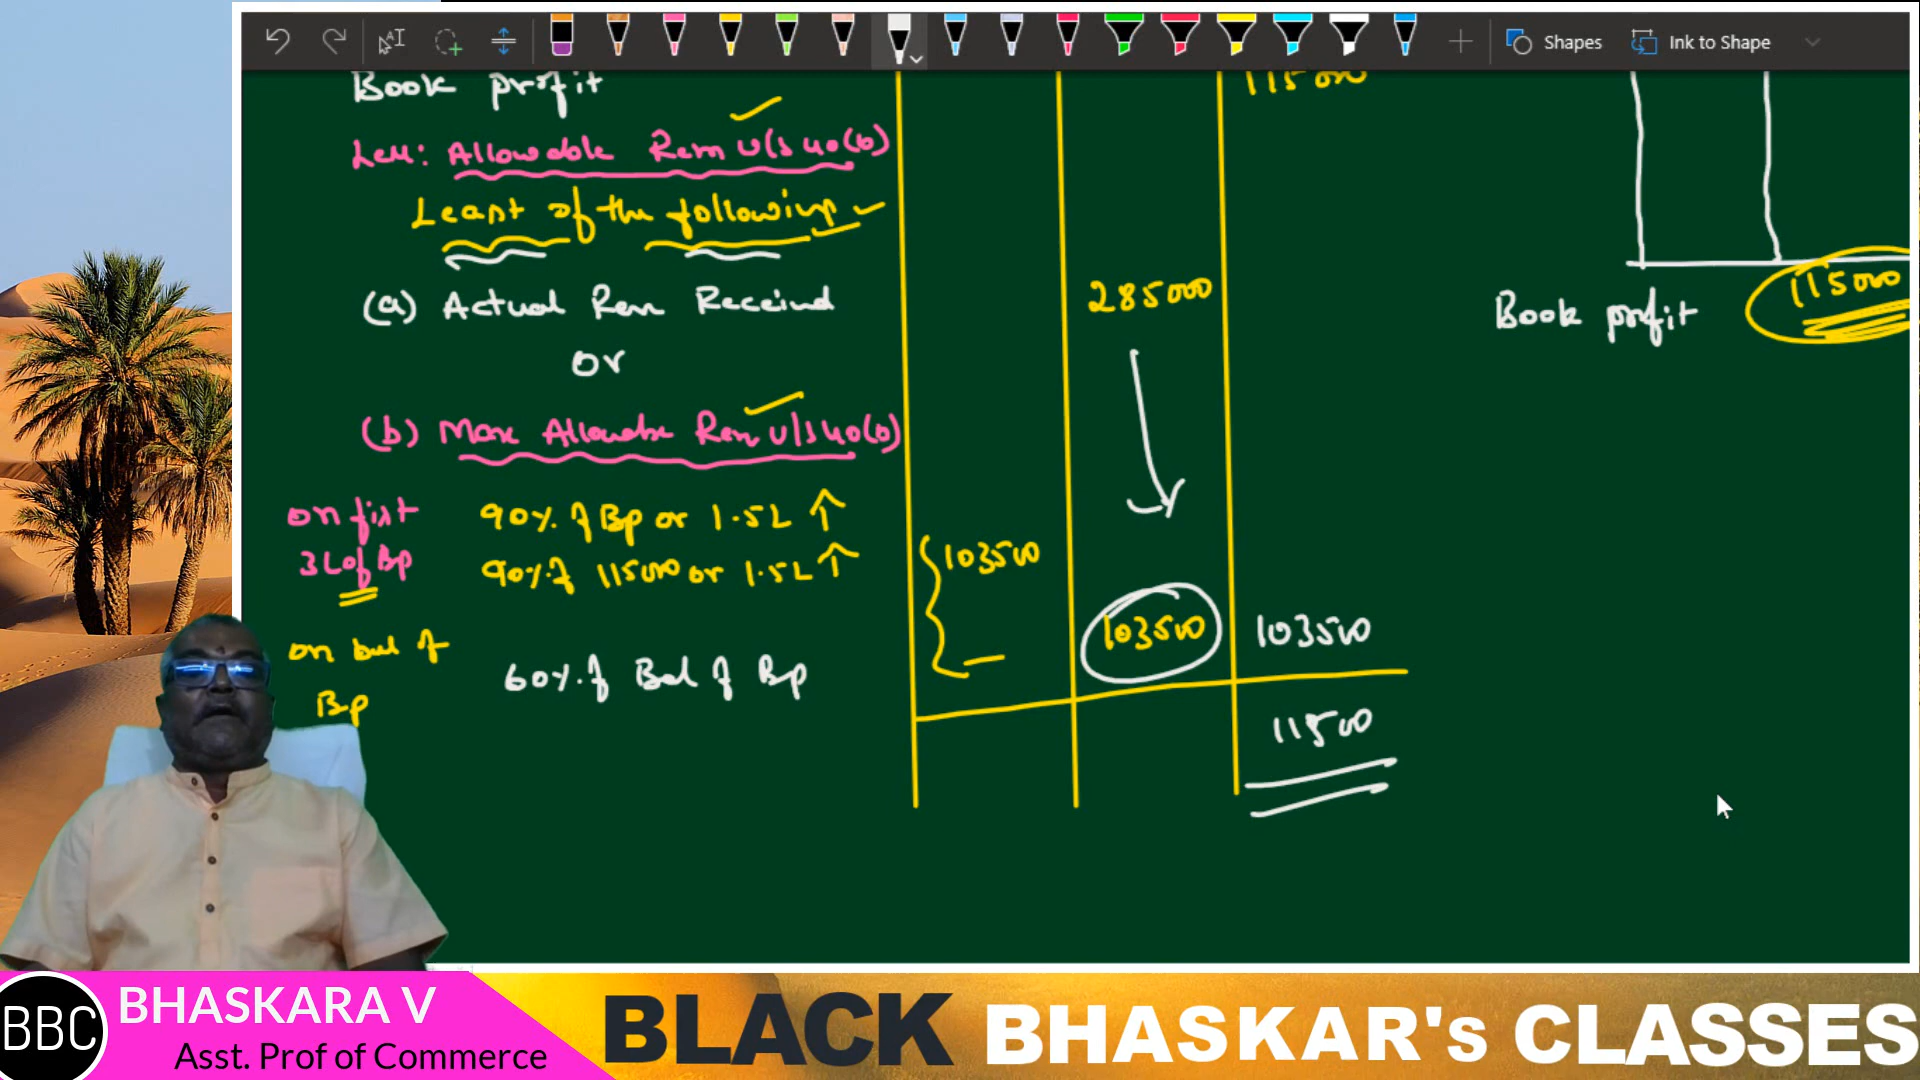 Shapes
Ink to Shape
Book profit 115000
Less: Allowable Rem u/s 40(b)
Least of the following
(a) Actual Rem Received 285000
or
(b) Max Allowable Rem u/s 40(b)
on first 90% of Bp or 1.5L ↑
3L of Bp 90% of 115000 or 1.5L ↑ 103500
103500 103500
on bal of 60% of Bal of Bp —
Bp
11500
Book profit 115000
BBC
BHASKARA V
Asst. Prof of Commerce
BLACK BHASKAR's CLASSES